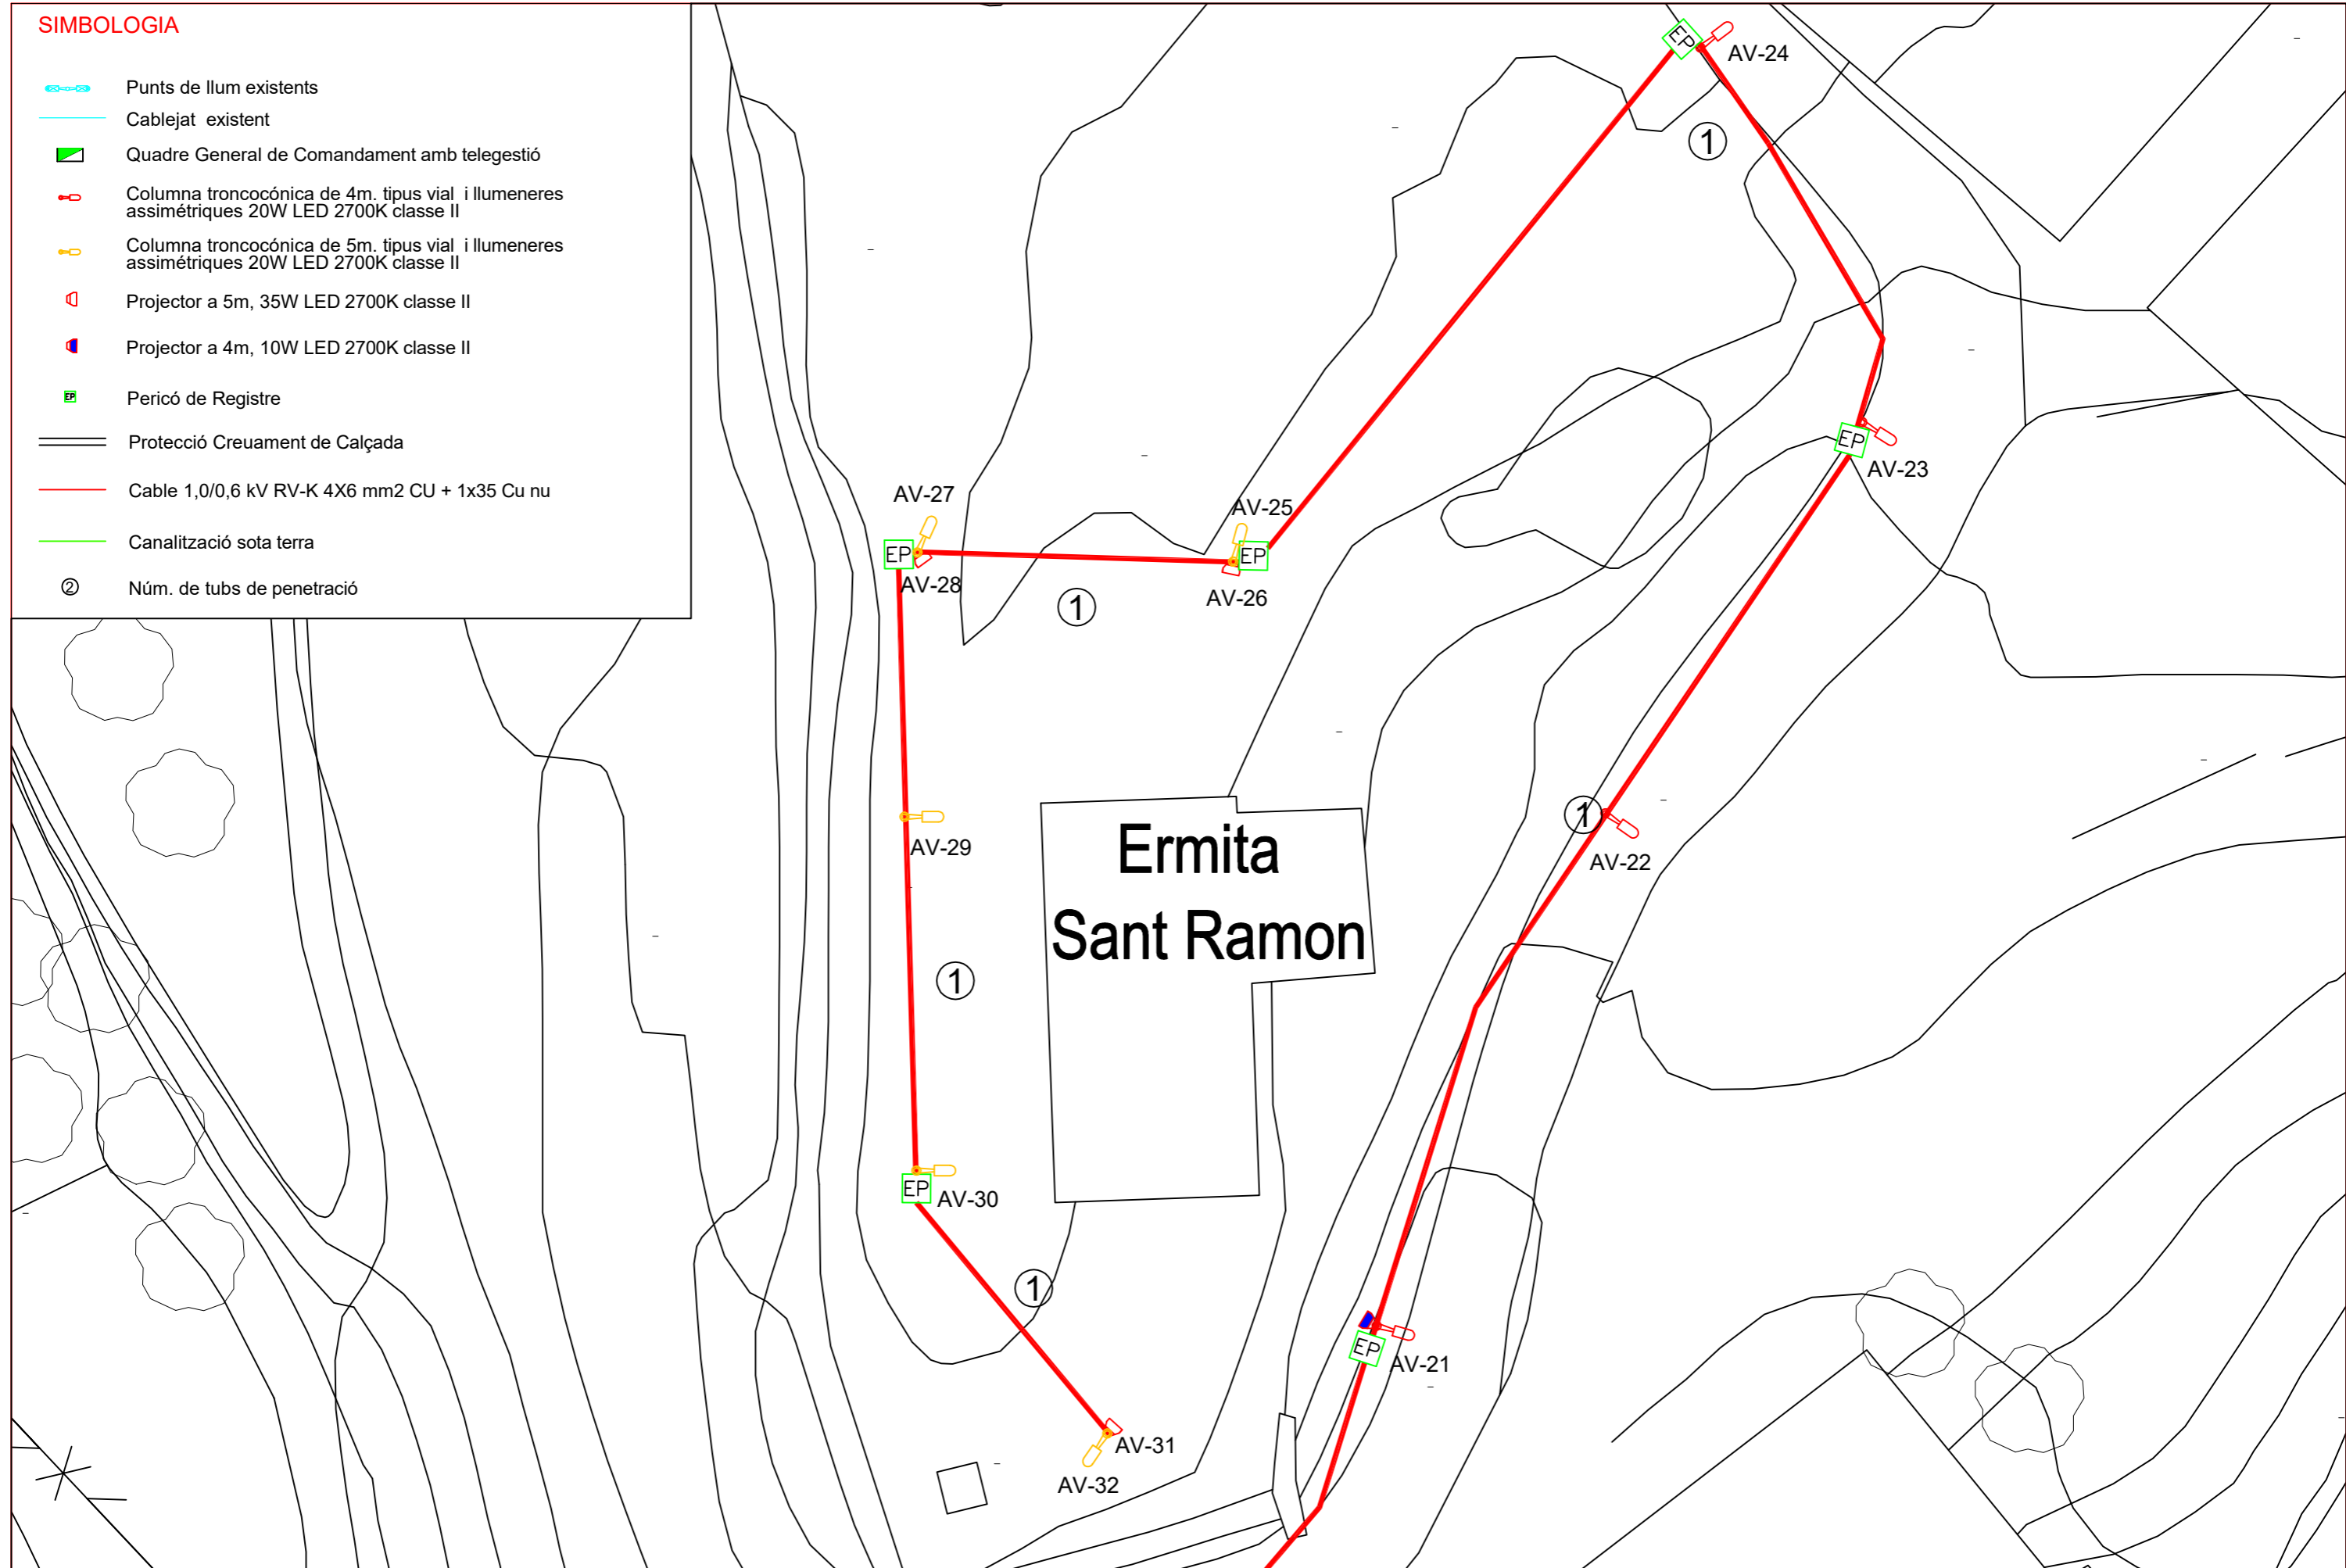 SIMBOLOGIA
Punts de llum existents
Cablejat existent
Quadre General de Comandament amb telegestió
Columna troncocónica de 4m. tipus vial i llumeneres
assimétriques 20W LED 2700K classe II
Columna troncocónica de 5m. tipus vial i llumeneres
assimétriques 20W LED 2700K classe II
Projector a 5m, 35W LED 2700K classe II
Projector a 4m, 10W LED 2700K classe II
EP
Pericó de Registre
Protecció Creuament de Calçada
Cable 1,0/0,6 kV RV-K 4X6 mm2 CU + 1x35 Cu nu
Canalització sota terra
2
Núm. de tubs de penetració
EP
AV-24
1
EP
AV-23
AV-27
EP
AV-28
AV-25
EP
AV-26
1
AV-29
Ermita
Sant Ramon
1
AV-22
1
EP
AV-30
1
EP
AV-21
AV-31
AV-32